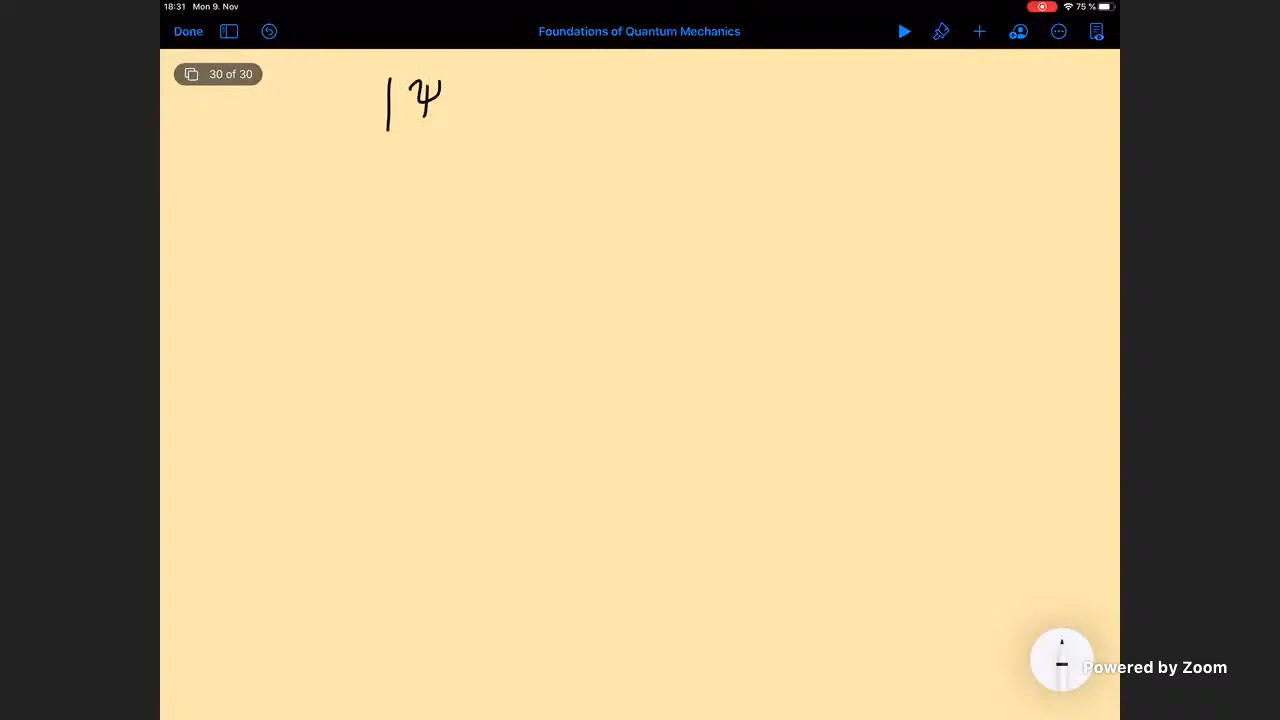 18:31 Mon 9. Nov 75 %
Done Foundations of Quantum Mechanics
30 of 30
|ψ
Powered by Zoom